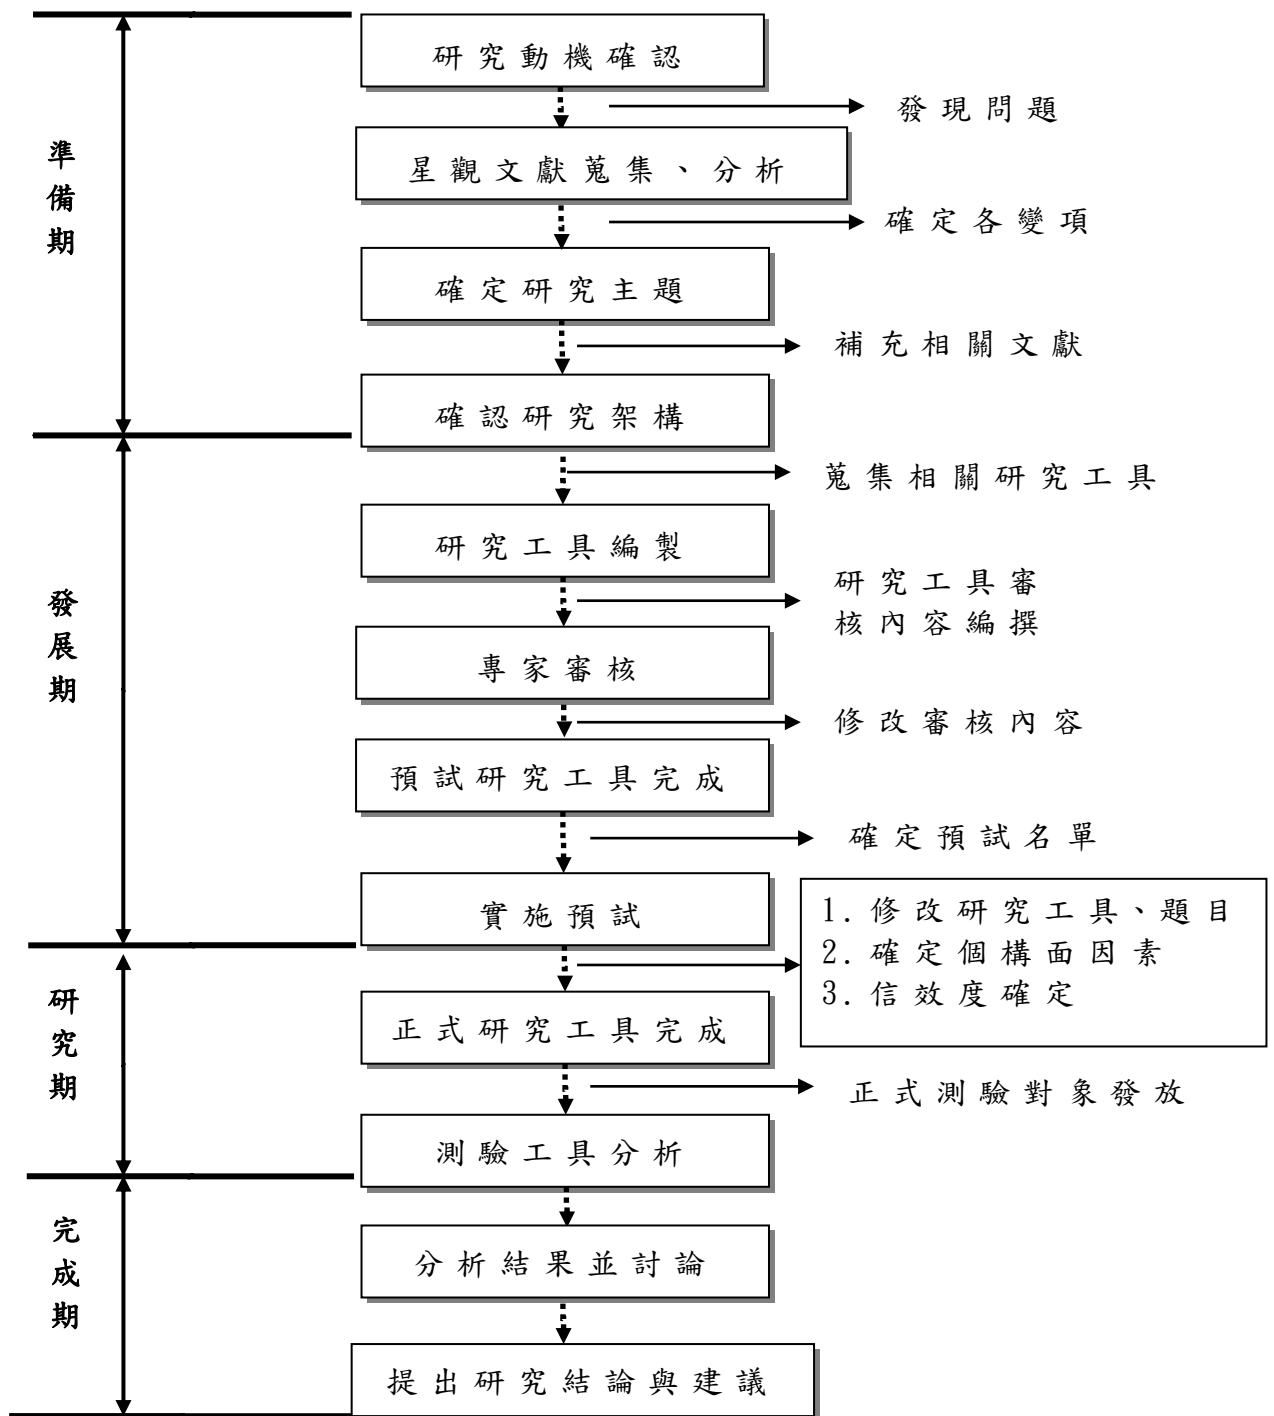 研究動機確認
發現問題
準備期
星觀文獻蒐集、分析
確定各變項
確定研究主題
補充相關文獻
確認研究架構
蒐集相關研究工具
研究工具編製
發展期
研究工具審
核內容編撰
專家審核
修改審核內容
預試研究工具完成
確定預試名單
實施預試
1. 修改研究工具、題目
2. 確定個構面因素
3. 信效度確定
研究期
正式研究工具完成
正式測驗對象發放
測驗工具分析
完成期
分析結果並討論
提出研究結論與建議